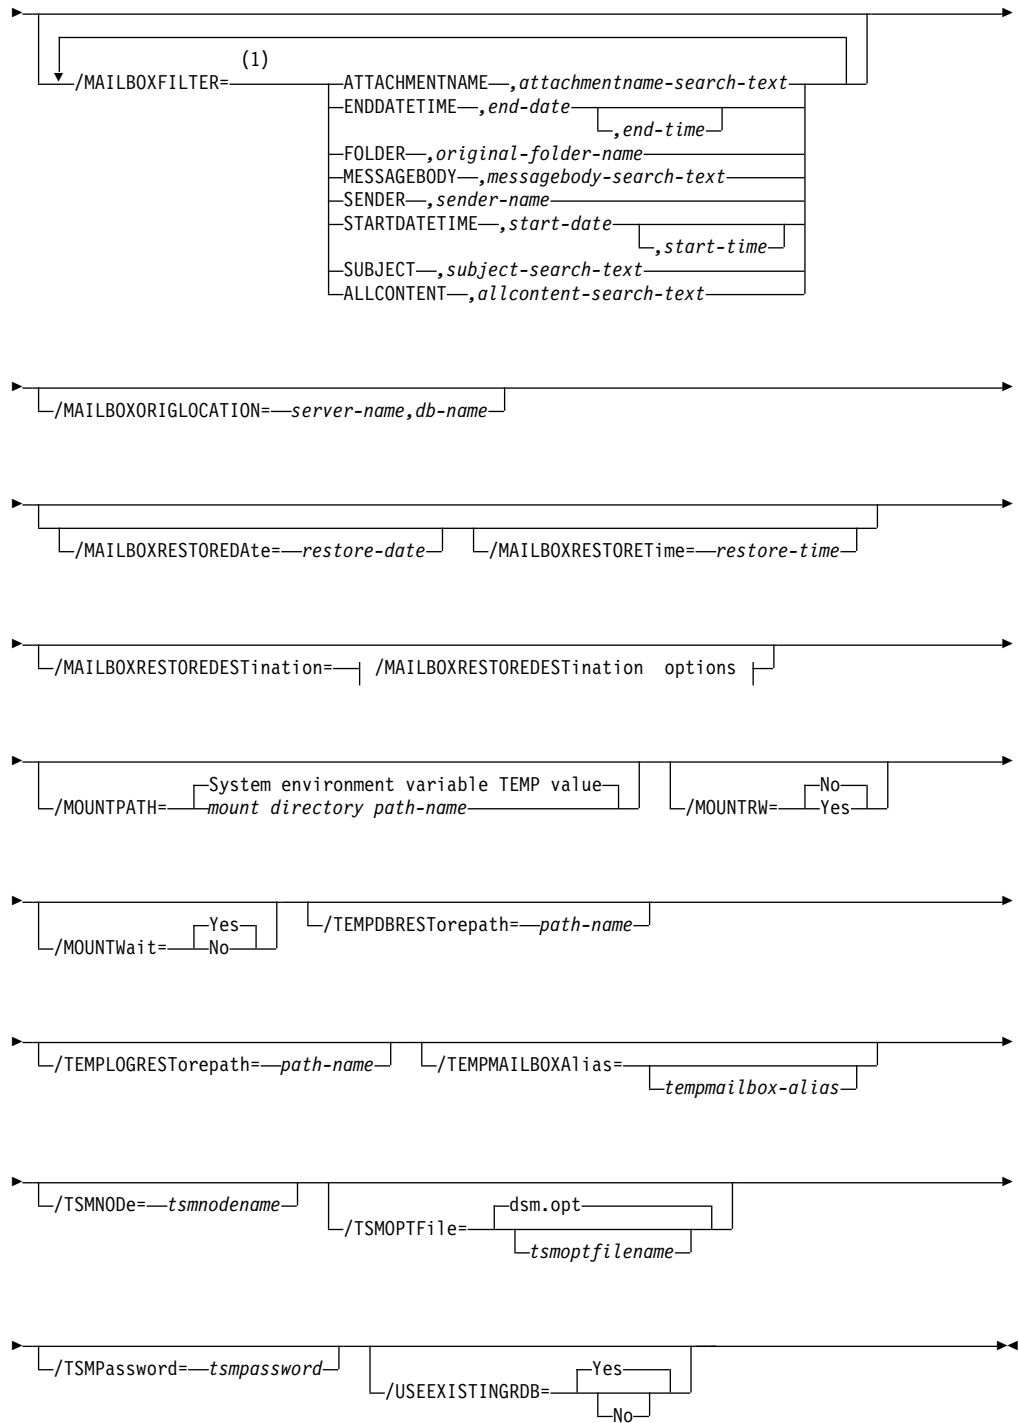 (1)
/MAILBOXFILTER= ATTACHMENTNAME ,attachmentname-search-text
ENDDATETIME ,end-date
,end-time
FOLDER ,original-folder-name
MESSAGEBODY ,messagebody-search-text
SENDER ,sender-name
STARTDATETIME ,start-date
,start-time
SUBJECT ,subject-search-text
ALLCONTENT ,allcontent-search-text
/MAILBOXORIGLOCATION= server-name,db-name
/MAILBOXRESTOREDAte= restore-date /MAILBOXRESTORETime= restore-time
/MAILBOXRESTOREDESTination= /MAILBOXRESTOREDESTination options
System environment variable TEMP value No
/MOUNTPATH= mount directory path-name /MOUNTRW= Yes
Yes /TEMPDBRESTorepath= path-name
/MOUNTWait= No
/TEMPLOGRESTorepath= path-name /TEMPMAILBOXAlias=
tempmailbox-alias
/TSMNODe= tsmnodename dsm.opt
/TSMOPTFile=
tsmoptfilename
/TSMPassword= tsmpassword Yes
/USEEXISTINGRDB=
No